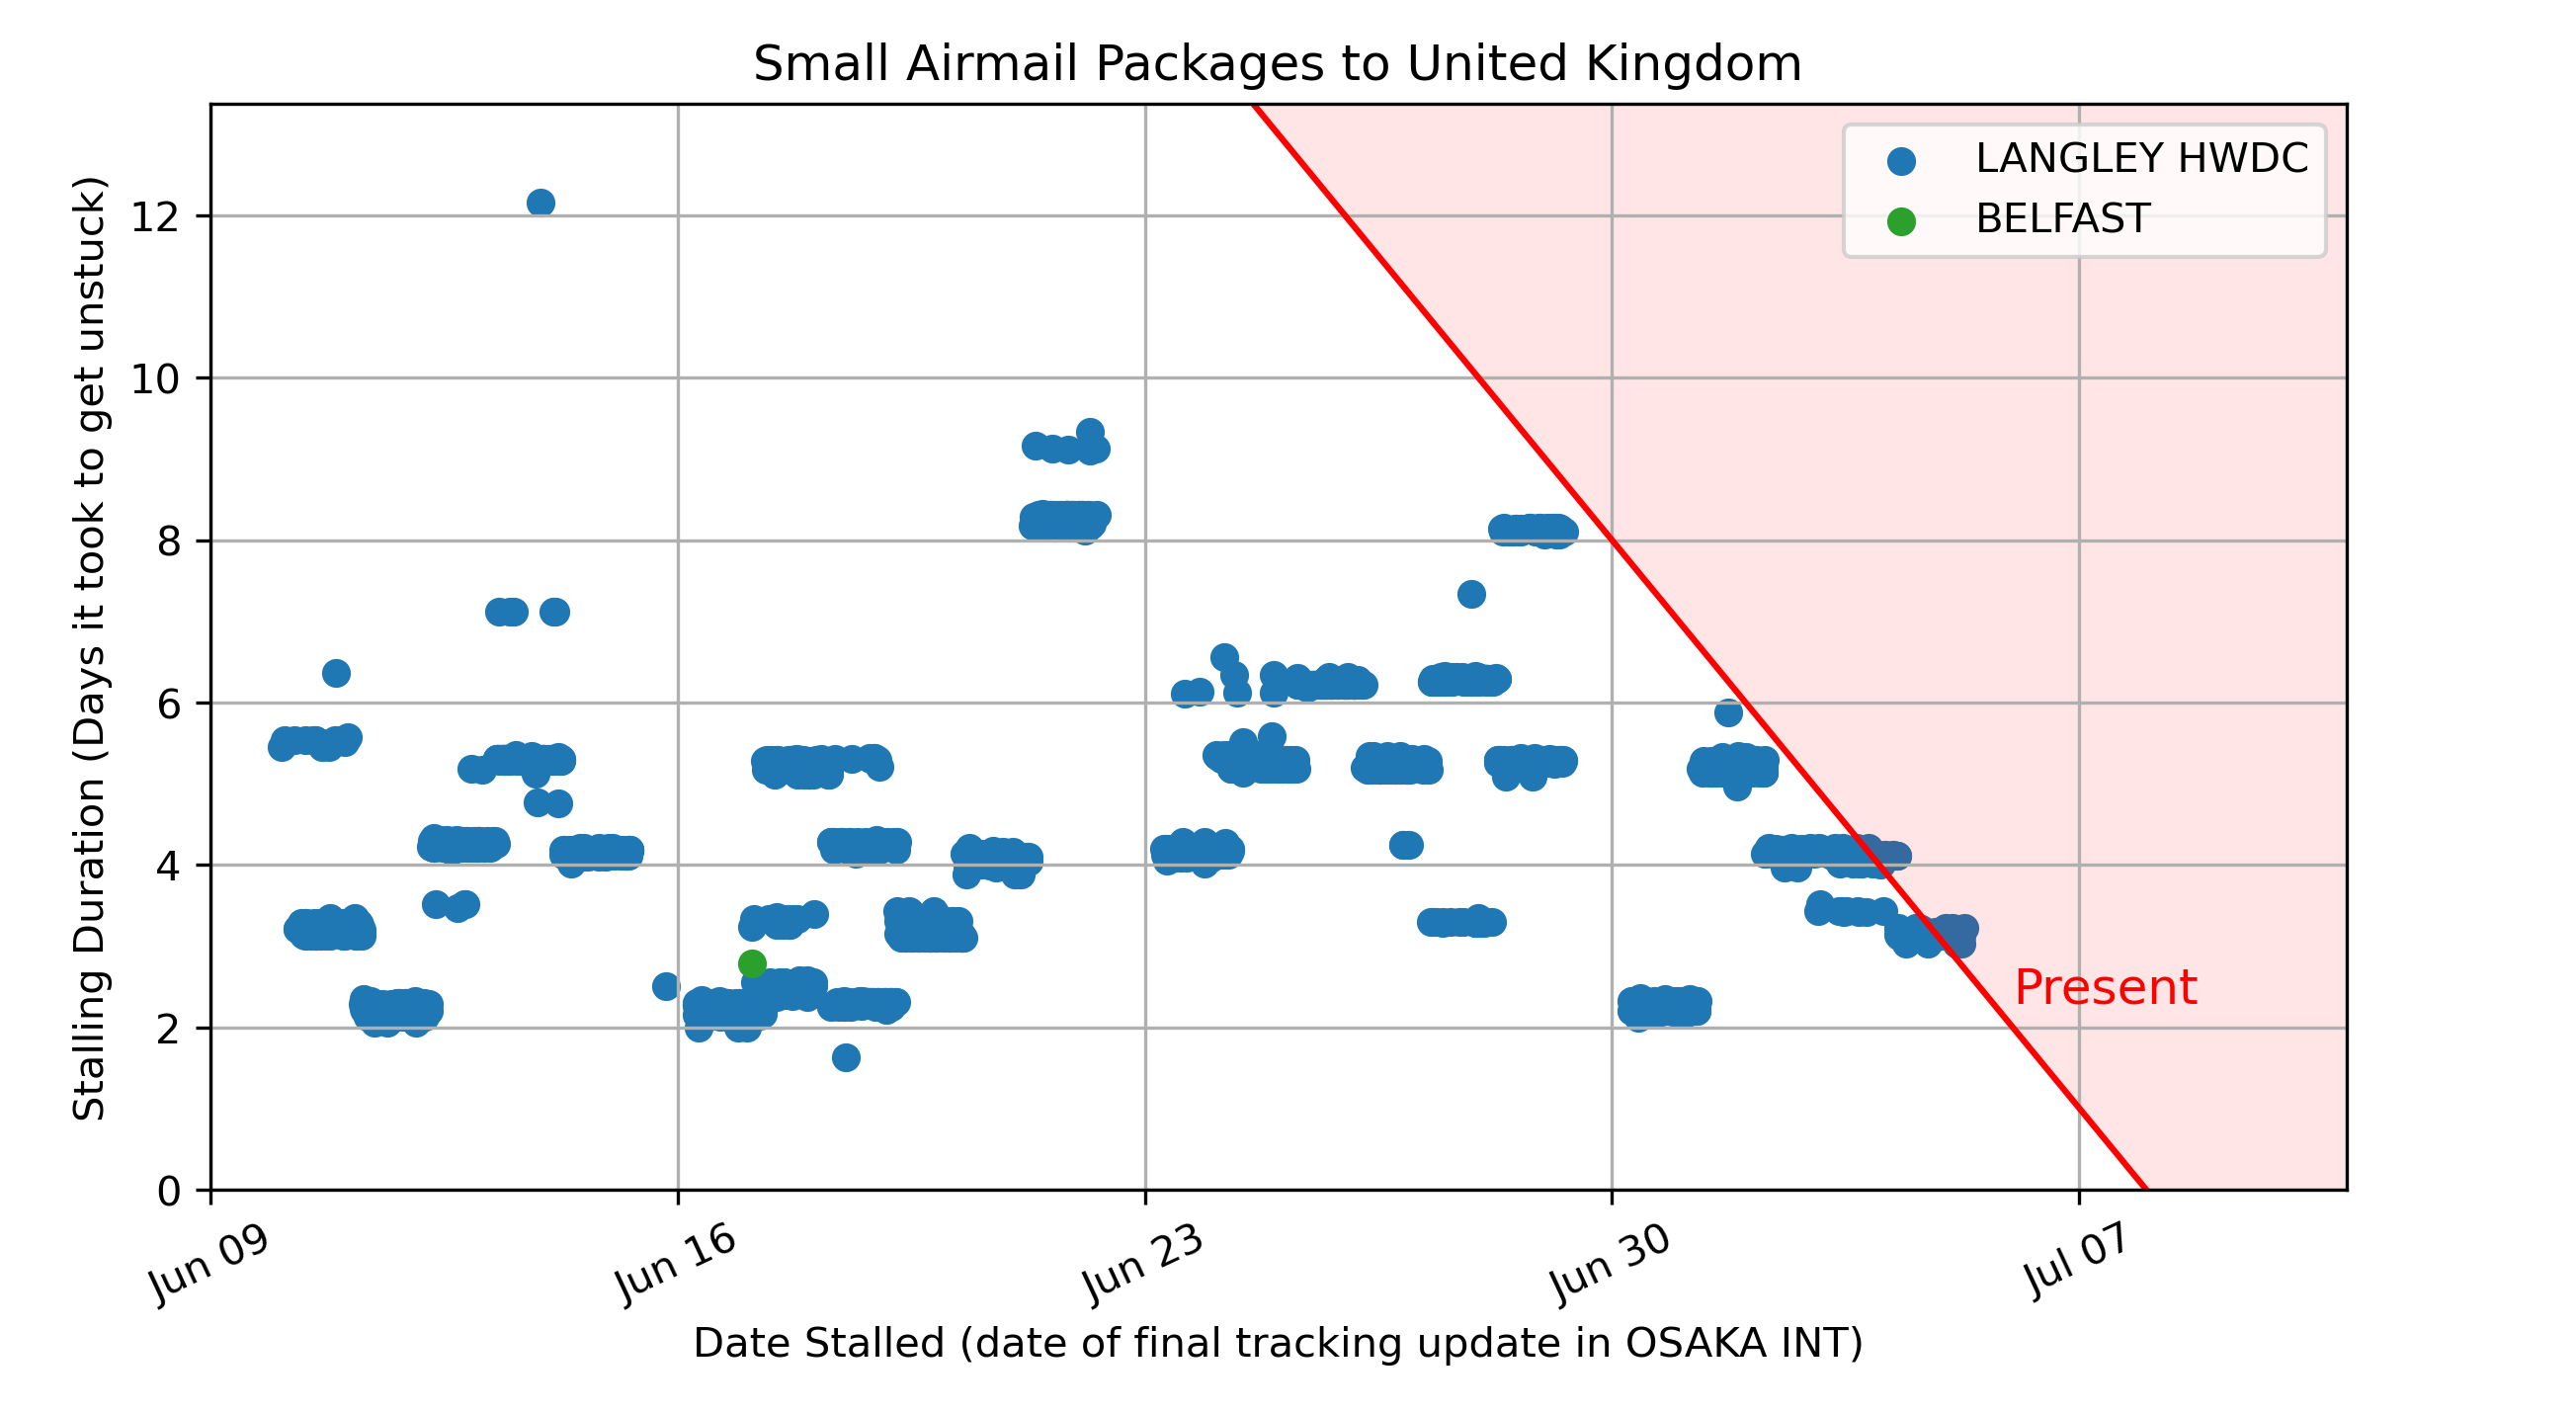 Small Airmail Packages to United Kingdom
LANGLEY HWDC
BELFAST
Stalling Duration (Days it took to get unstuck)
12
10
8
6
4
2
0
Present
Jun 09
Jun 16
Jun 23
Jun 30
Jul 07
Date Stalled (date of final tracking update in OSAKA INT)